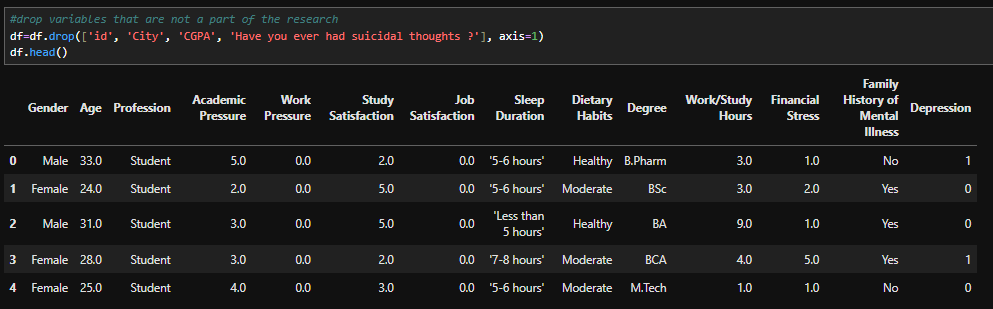 #drop variables that are not a part of the research
df=df.drop(['id', 'City', 'CGPA', 'Have you ever had suicidal thoughts ?'], axis=1)
df.head()
Gender Age Profession Academic Pressure Work Pressure Study Satisfaction Job Satisfaction Sleep Duration Dietary Habits Degree Work/Study Hours Financial Stress Family History of Mental Illness Depression
0 Male 33.0 Student 5.0 0.0 2.0 0.0 '5-6 hours' Healthy B.Pharm 3.0 1.0 No 1
1 Female 24.0 Student 2.0 0.0 5.0 0.0 '5-6 hours' Moderate BSc 3.0 2.0 Yes 0
2 Male 31.0 Student 3.0 0.0 5.0 0.0 'Less than 5 hours' Healthy BA 9.0 1.0 Yes 0
3 Female 28.0 Student 3.0 0.0 2.0 0.0 '7-8 hours' Moderate BCA 4.0 5.0 Yes 1
4 Female 25.0 Student 4.0 0.0 3.0 0.0 '5-6 hours' Moderate M.Tech 1.0 1.0 No 0